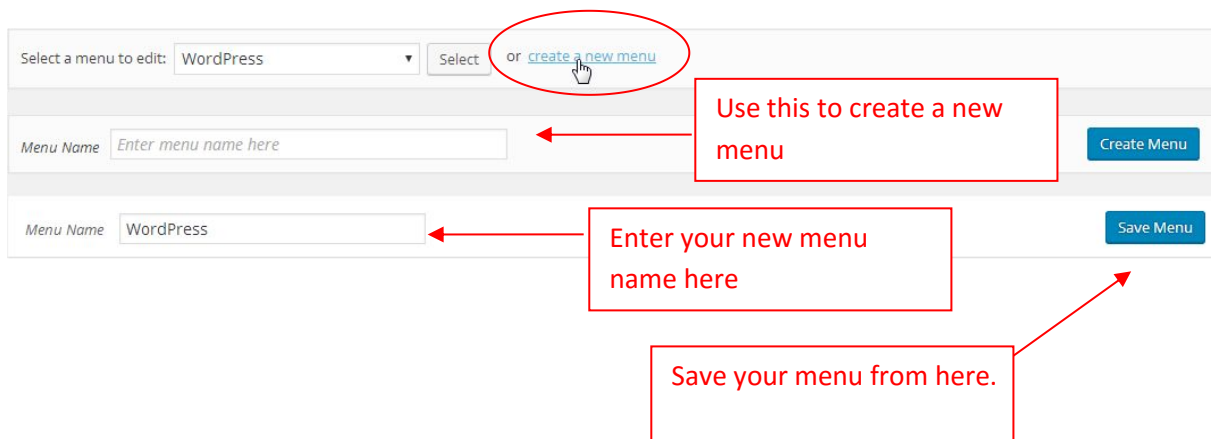 Select a menu to edit: WordPress Select or create a new menu
Use this to create a new
menu
Menu Name Enter menu name here Create Menu
Menu Name WordPress Save Menu
Enter your new menu
name here
Save your menu from here.